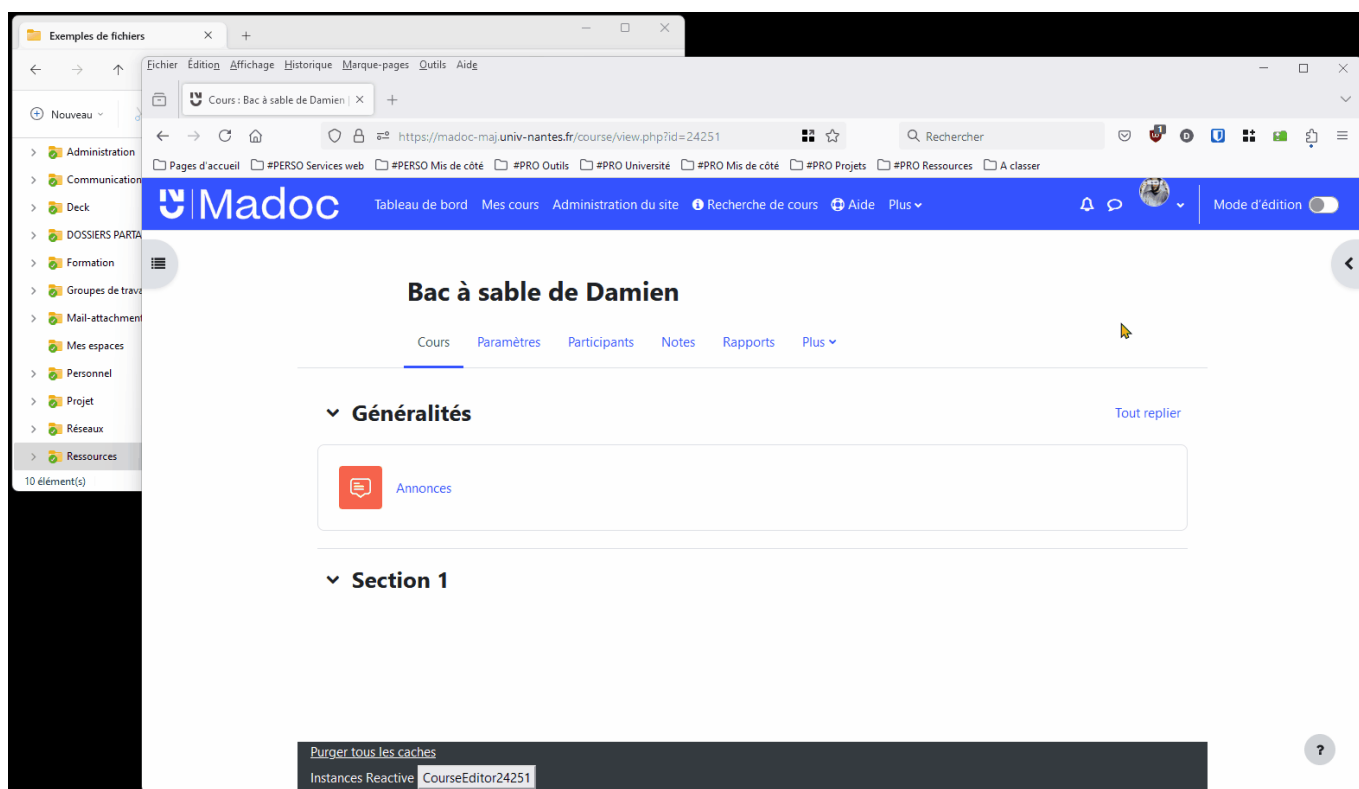 Exemples de fichiers
Nouveau
Administration
Communication
Deck
DOSSIERS PARTA
Formation
Groupes de trava
Mail-attachment
Mes espaces
Personnel
Projet
Réseaux
Ressources
10 élément(s)
Fichier Édition Affichage Historique Marque-pages Outils Aide
Cours : Bac à sable de Damien |
https://madoc-maj.univ-nantes.fr/course/view.php?id=24251
Rechercher
Pages d'accueil #PERSO Services web #PERSO Mis de côté #PRO Outils #PRO Université #PRO Mis de côté #PRO Projets #PRO Ressources A classer
Madoc Tableau de bord Mes cours Administration du site Recherche de cours Aide Plus Mode d'édition
Bac à sable de Damien
Cours Paramètres Participants Notes Rapports Plus
Généralités Tout replier
Annonces
Section 1
Purger tous les caches
Instances Reactive CourseEditor24251
?